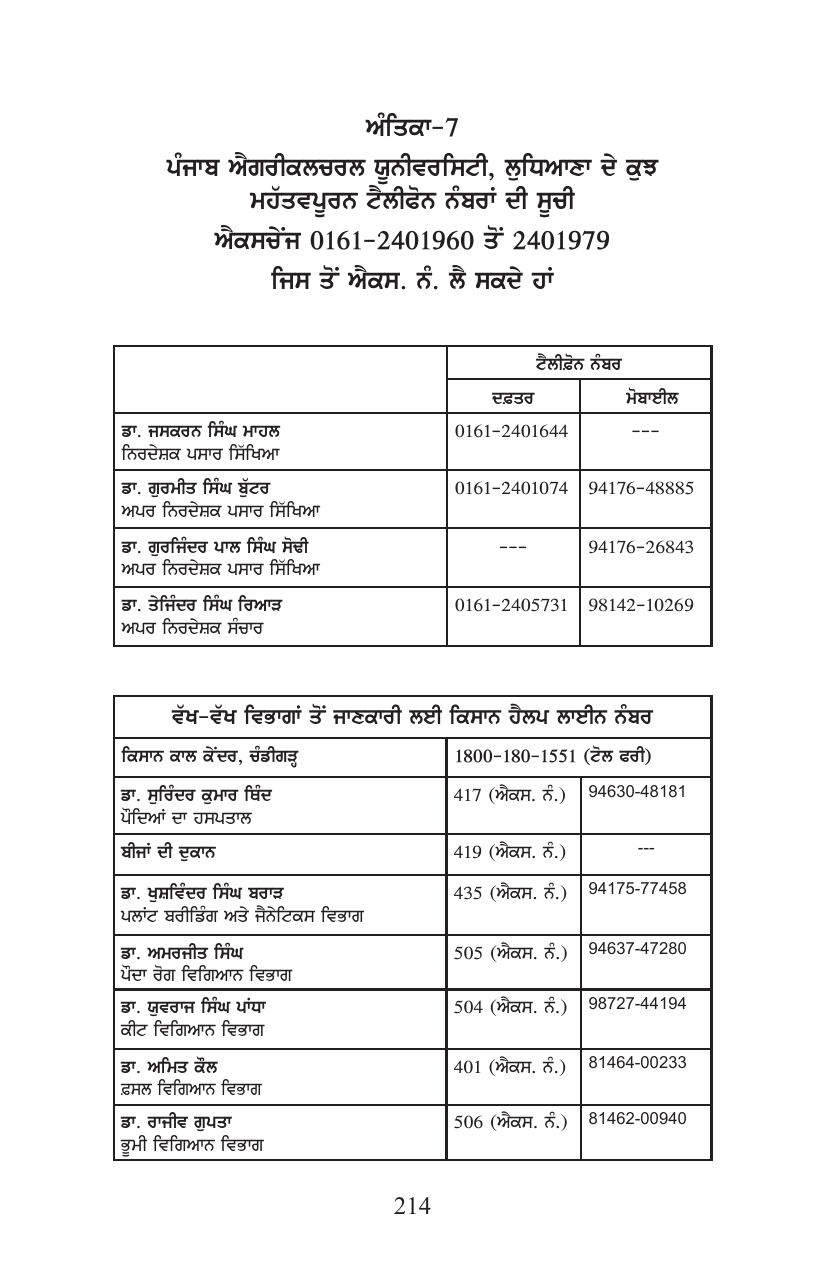 ਅੰਤਿਕਾ-7
ਪੰਜਾਬ ਐਗਰੀਕਲਚਰਲ ਯੂਨੀਵਰਸਿਟੀ, ਲੁਧਿਆਣਾ ਦੇ ਕੁਝ
ਮਹੱਤਵਪੂਰਨ ਟੈਲੀਫੋਨ ਨੰਬਰਾਂ ਦੀ ਸੂਚੀ
ਐਕਸਚੇਂਜ 0161-2401960 ਤੋਂ 2401979
ਜਿਸ ਤੋਂ ਐਕਸ. ਨੰ. ਲੈ ਸਕਦੇ ਹਾਂ
ਟੈਲੀਫ਼ੋਨ ਨੰਬਰ
ਦਫ਼ਤਰ ਮੋਬਾਈਲ
ਡਾ. ਜਸਕਰਨ ਸਿੰਘ ਮਾਹਲ 0161-2401644 ---
ਨਿਰਦੇਸ਼ਕ ਪਸਾਰ ਸਿੱਖਿਆ
ਡਾ. ਗੁਰਮੀਤ ਸਿੰਘ ਬੁੱਟਰ 0161-2401074 94176-48885
ਅਪਰ ਨਿਰਦੇਸ਼ਕ ਪਸਾਰ ਸਿੱਖਿਆ
ਡਾ. ਗੁਰਜਿੰਦਰ ਪਾਲ ਸਿੰਘ ਸੋਢੀ --- 94176-26843
ਅਪਰ ਨਿਰਦੇਸ਼ਕ ਪਸਾਰ ਸਿੱਖਿਆ
ਡਾ. ਤੇਜਿੰਦਰ ਸਿੰਘ ਰਿਆੜ 0161-2405731 98142-10269
ਅਪਰ ਨਿਰਦੇਸ਼ਕ ਸੰਚਾਰ
ਵੱਖ-ਵੱਖ ਵਿਭਾਗਾਂ ਤੋਂ ਜਾਣਕਾਰੀ ਲਈ ਕਿਸਾਨ ਹੈਲਪ ਲਾਈਨ ਨੰਬਰ
ਕਿਸਾਨ ਕਾਲ ਕੇਂਦਰ, ਚੰਡੀਗੜ੍ਹ 1800-180-1551 (ਟੋਲ ਫਰੀ)
ਡਾ. ਸੁਰਿੰਦਰ ਕੁਮਾਰ ਥਿੰਦ 417 (ਐਕਸ. ਨੰ.) 94630-48181
ਪੌਦਿਆਂ ਦਾ ਹਸਪਤਾਲ
ਬੀਜਾਂ ਦੀ ਦੁਕਾਨ 419 (ਐਕਸ. ਨੰ.) ---
ਡਾ. ਖੁਸ਼ਵਿੰਦਰ ਸਿੰਘ ਬਰਾੜ 435 (ਐਕਸ. ਨੰ.) 94175-77458
ਪਲਾਂਟ ਬਰੀਡਿੰਗ ਅਤੇ ਜੈਨੇਟਿਕਸ ਵਿਭਾਗ
ਡਾ. ਅਮਰਜੀਤ ਸਿੰਘ 505 (ਐਕਸ. ਨੰ.) 94637-47280
ਪੌਦਾ ਰੋਗ ਵਿਗਿਆਨ ਵਿਭਾਗ
ਡਾ. ਯੁਵਰਾਜ ਸਿੰਘ ਪਾਂਧਾ 504 (ਐਕਸ. ਨੰ.) 98727-44194
ਕੀਟ ਵਿਗਿਆਨ ਵਿਭਾਗ
ਡਾ. ਅਮਿਤ ਕੌਲ 401 (ਐਕਸ. ਨੰ.) 81464-00233
ਫ਼ਸਲ ਵਿਗਿਆਨ ਵਿਭਾਗ
ਡਾ. ਰਾਜੀਵ ਗੁਪਤਾ 506 (ਐਕਸ. ਨੰ.) 81462-00940
ਭੂਮੀ ਵਿਗਿਆਨ ਵਿਭਾਗ
214